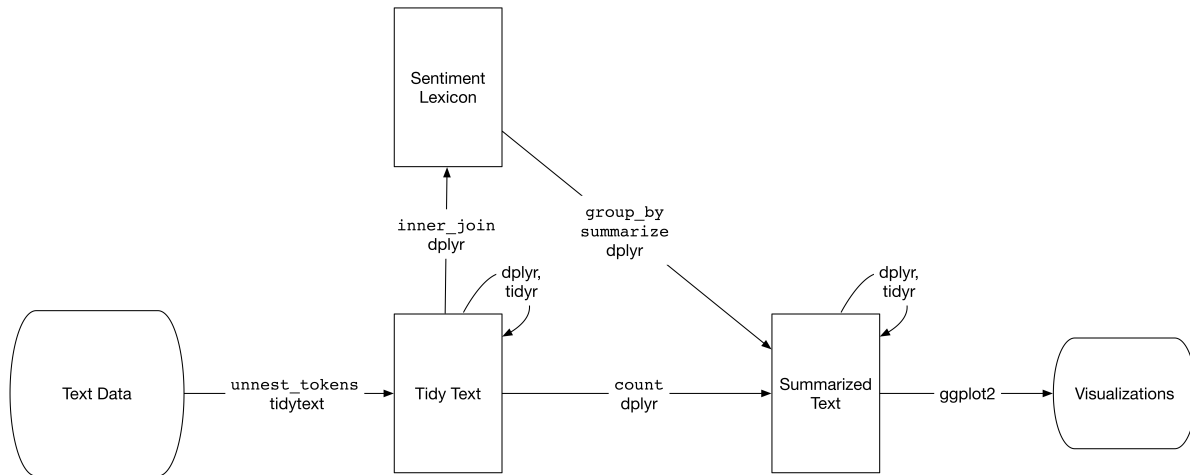 Sentiment
Lexicon
inner_join
dplyr
group_by
summarize
dplyr
dplyr,
tidyr
dplyr,
tidyr
Text Data
unnest_tokens
tidytext
Tidy Text
count
dplyr
Summarized
Text
ggplot2
Visualizations